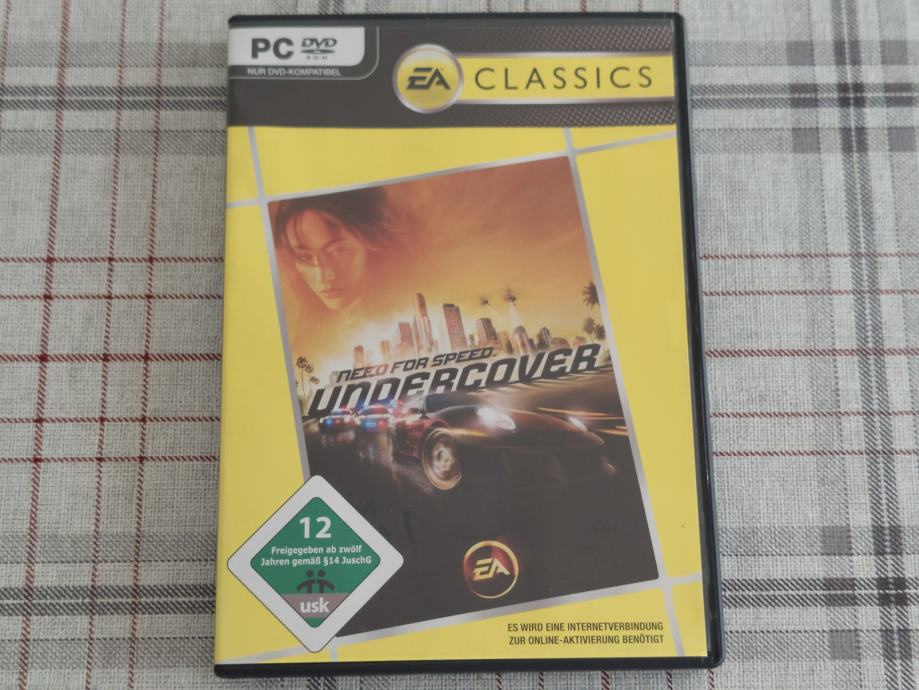 PC DVD
ROM
NUR DVD-KOMPATIBEL
EA CLASSICS
NEED FOR SPEED
UNDERCOVER
12
Freigegeben ab zwölf
Jahren gemäß §14 JuschG
usk
EA
ES WIRD EINE INTERNETVERBINDUNG
ZUR ONLINE-AKTIVIERUNG BENÖTIGT